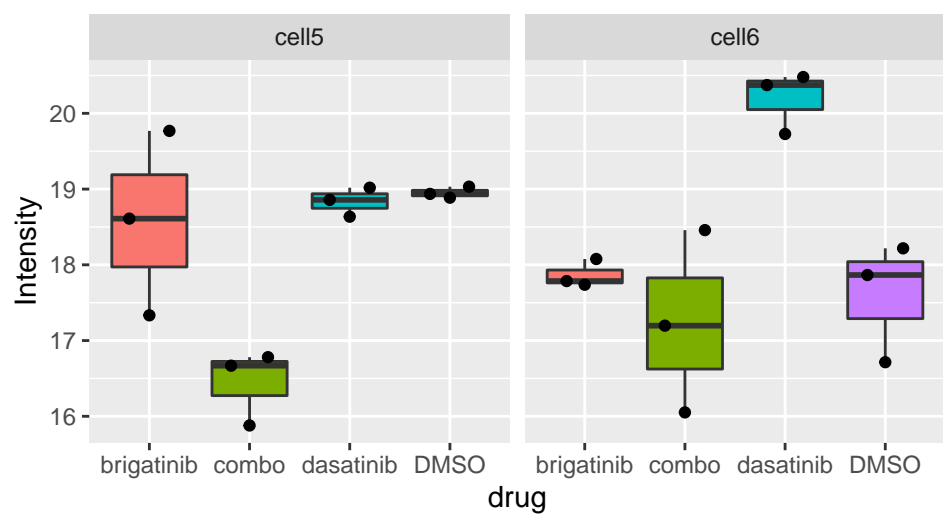 cell5 cell6
20
19
18
17
16
Intensity
brigatinib combo dasatinib DMSO brigatinib combo dasatinib DMSO
drug